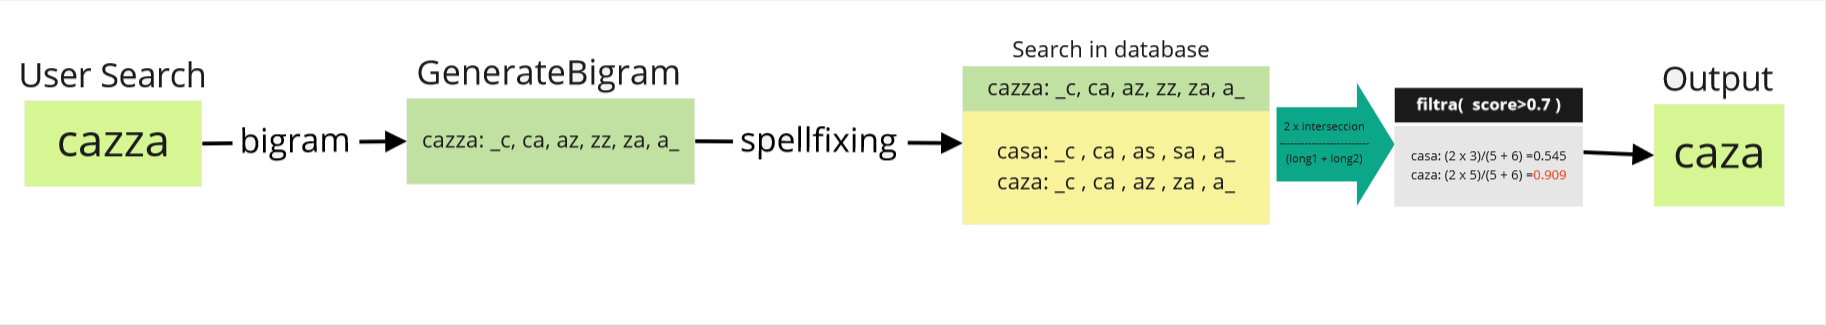 User Search
cazza
bigram
GenerateBigram
cazza: _c, ca, az, zz, za, a_
spellfixing
Search in database
cazza: _c, ca, az, zz, za, a_
casa: _c , ca , as , sa , a_
caza: _c , ca , az , za , a_
2 x interseccion
------------------------
(long1 + long2)
filtra( score>0.7 )
casa: (2 x 3)/(5 + 6) =0.545
caza: (2 x 5)/(5 + 6) =0.909
Output
caza